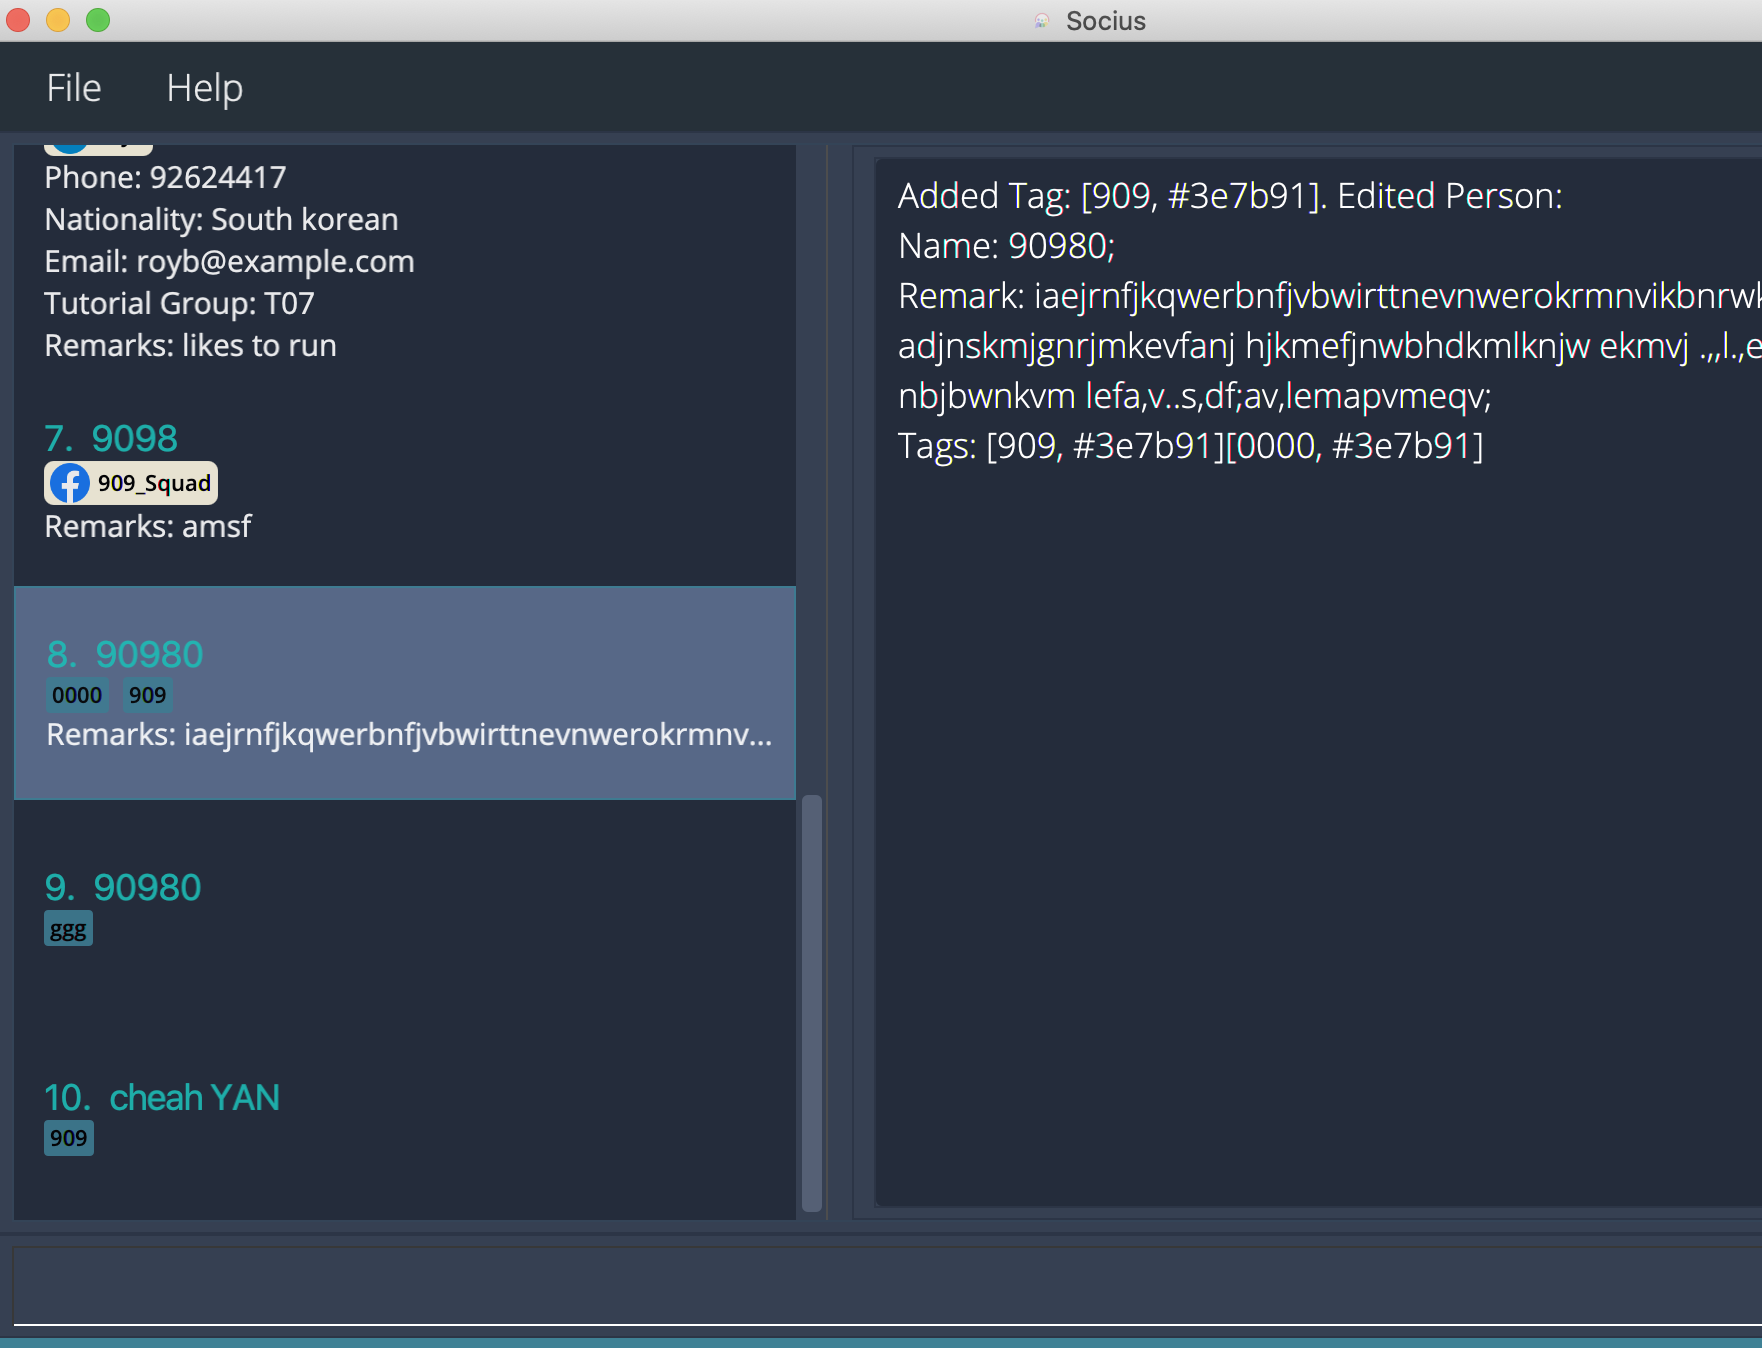 Socius
File Help
Phone: 92624417
Nationality: South korean
Email: royb@example.com
Tutorial Group: T07
Remarks: likes to run
7. 9098
909_Squad
Remarks: amsf
8. 90980
0000 909
Remarks: iaejrnfjkqwerbnfjvbwirttnevnwerokrmnv...
9. 90980
ggg
10. cheah YAN
909
Added Tag: [909, #3e7b91]. Edited Person:
Name: 90980;
Remark: iaejrnfjkqwerbnfjvbwirttnevnwerokrmnvikbnrwk
adjnskmjgnrjmkevfanj hjkmefjnwbhdkmlknjw ekmvj .,,l.,e
nbjbwnkvm lefa,v..s,df;av,lemapvmeqv;
Tags: [909, #3e7b91][0000, #3e7b91]